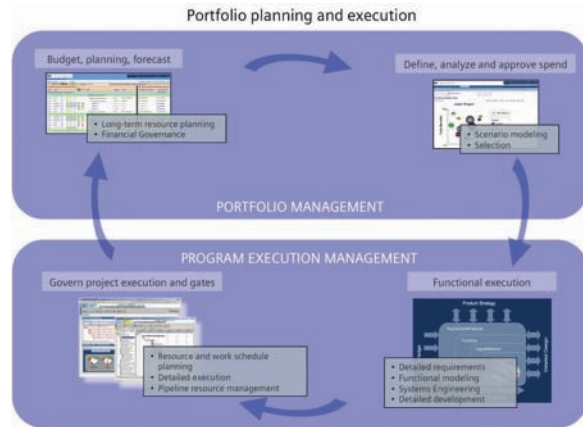 Portfolio planning and execution
Budget, planning, forecast
• Long-term resource planning
• Financial Governance
Define, analyze and approve spend
• Scenario modeling
• Selection
PORTFOLIO MANAGEMENT
PROGRAM EXECUTION MANAGEMENT
Govern project execution and gates
• Resource and work schedule
planning
• Detailed execution
• Pipeline resource management
Functional execution
Product Strategy
• Detailed requirements
• Functional modeling
• Systems Engineering
• Detailed development